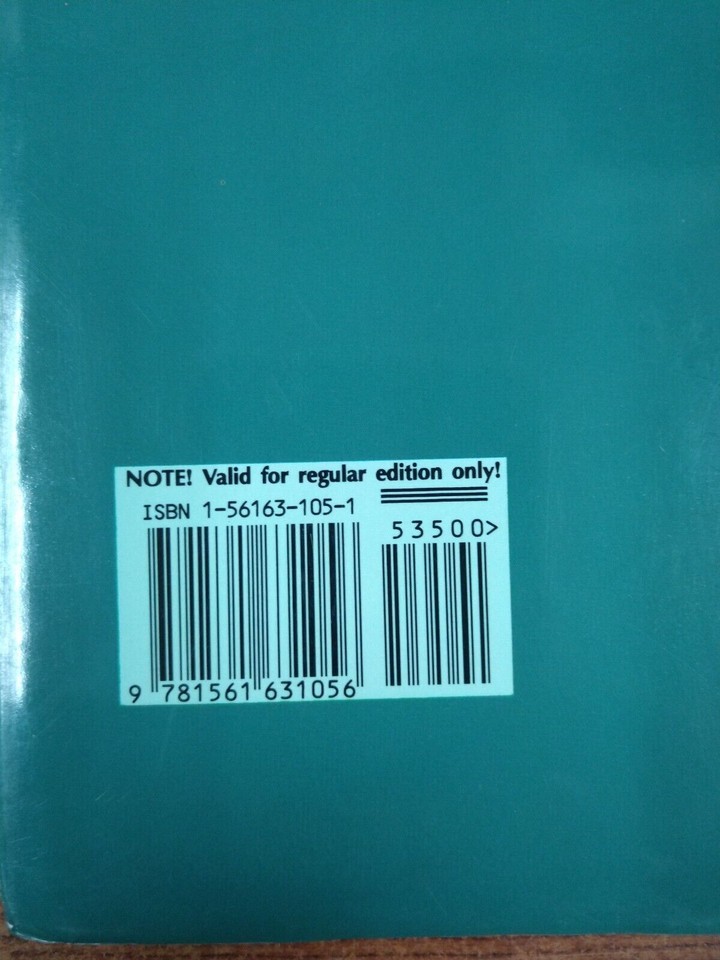 NOTE! Valid for regular edition only!
ISBN 1-56163-105-1
53500>
9 781561 631056